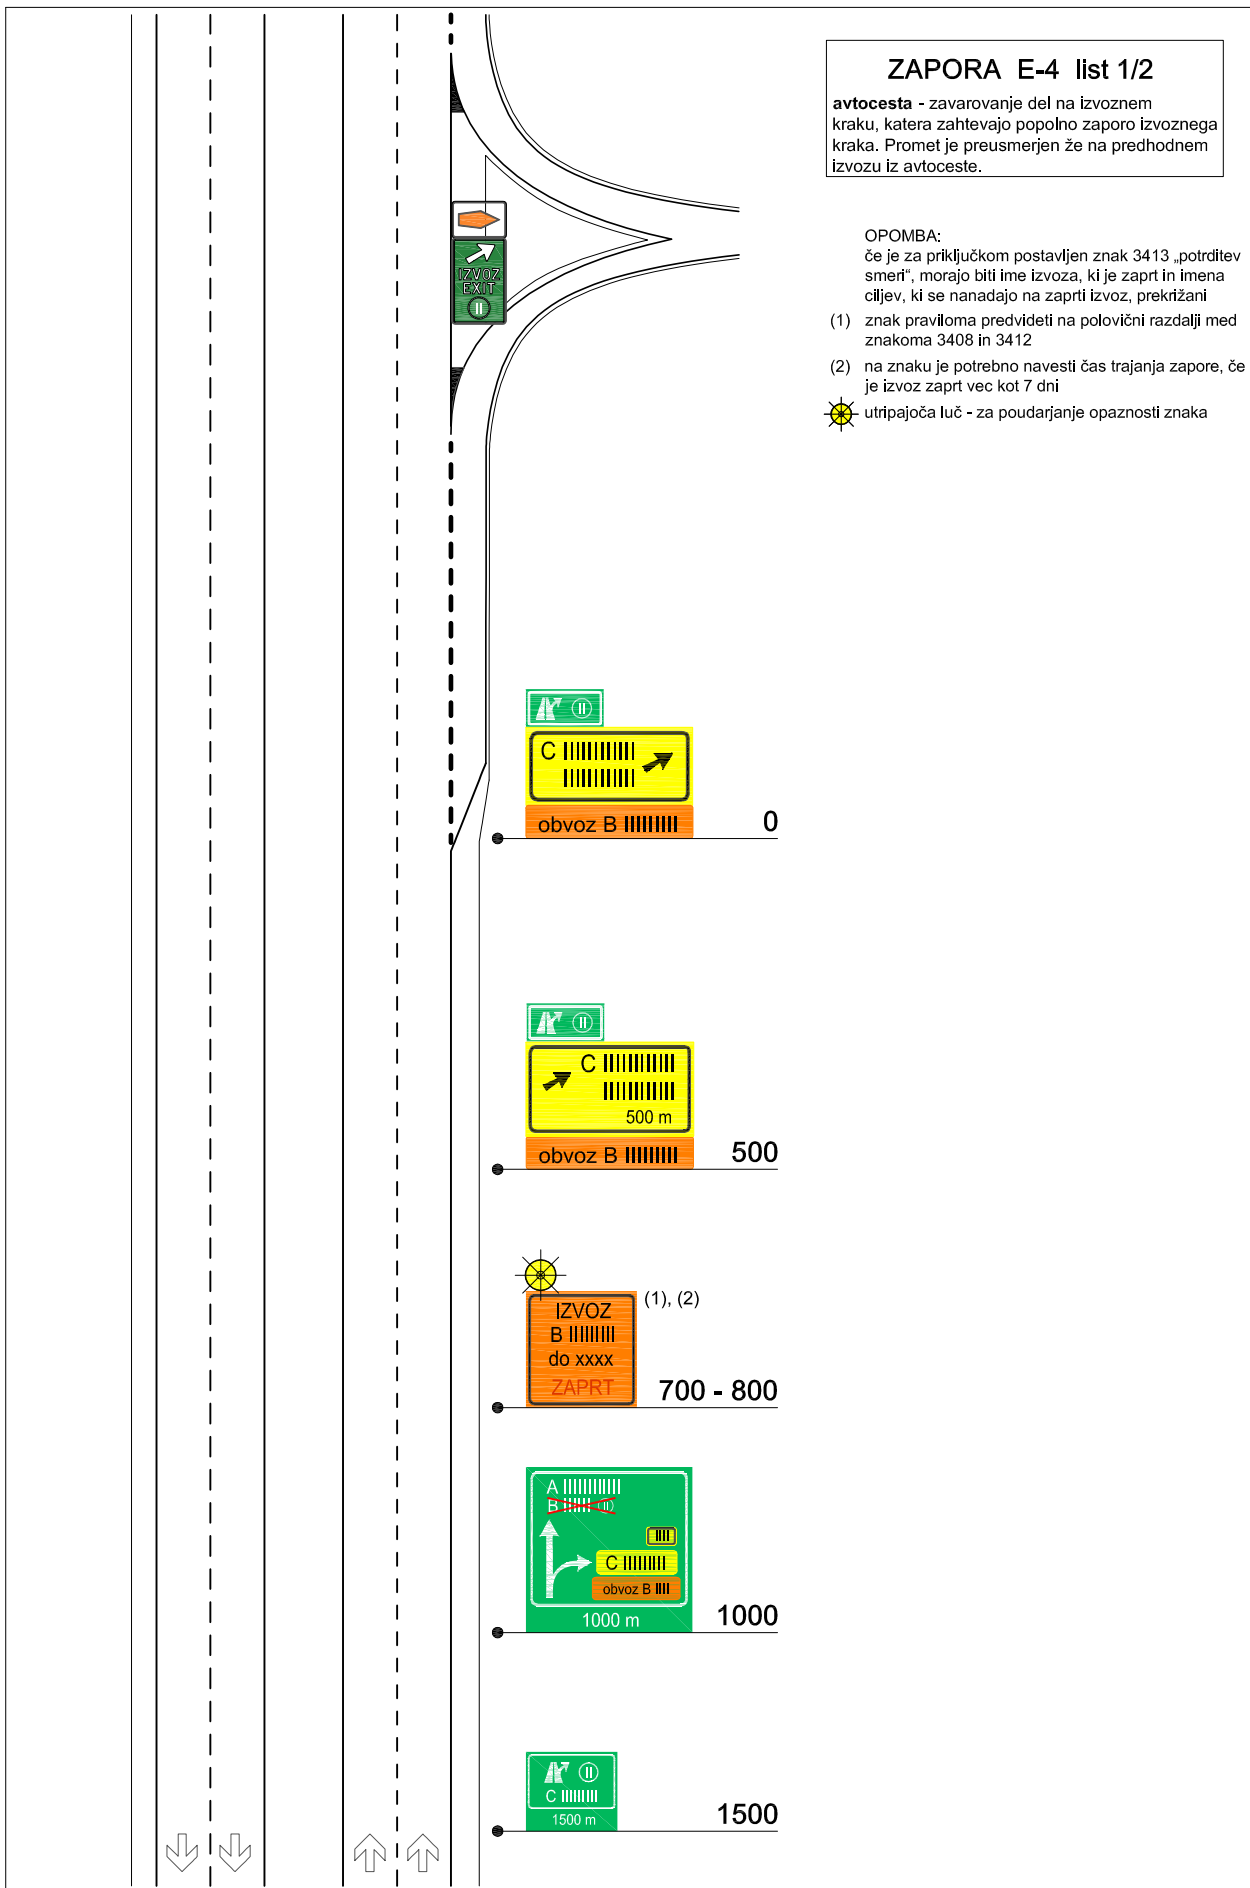 ZAPORA E-4 list 1/2
avtocesta - zavarovanje del na izvoznem
kraku, katera zahtevajo popolno zaporo izvoznega
kraka. Promet je preusmerjen že na predhodnem
izvozu iz avtoceste.
OPOMBA:
če je za priključkom postavljen znak 3413 „potrditev
smeri“, morajo biti ime izvoza, ki je zaprt in imena
ciljev, ki se nanadajo na zaprti izvoz, prekrižani
(1) znak praviloma predvideti na polovični razdalji med
znakoma 3408 in 3412
(2) na znaku je potrebno navesti čas trajanja zapore, če
je izvoz zaprt vec kot 7 dni
utripajoča luč - za poudarjanje opaznosti znaka
IZVOZ
EXIT
C
obvoz B
0
C
500 m
obvoz B
500
(1), (2)
IZVOZ
B
do xxxx
ZAPRT
700 - 800
A
B
C
obvoz B
1000 m
1000
C
1500 m
1500